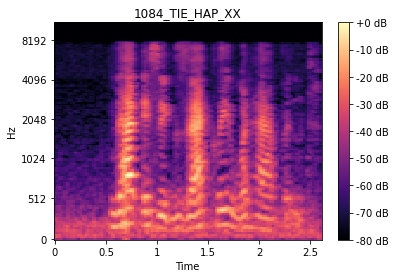 1084_TIE_HAP_XX
+0 dB
8192
-10 dB
4096
-20 dB
-30 dB
2048
Hz
-40 dB
1024
-50 dB
512
-60 dB
-70 dB
0
-80 dB
0 0.5 1 1.5 2 2.5
Time